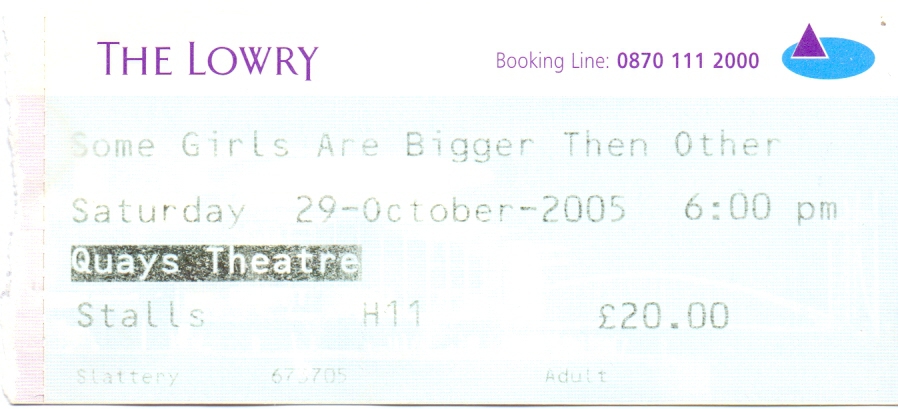 THE LOWRY Booking Line: 0870 111 2000
Some Girls Are Bigger Then Other
Saturday 29-October-2005 6:00 pm
Quays Theatre
Stalls H11 £20.00
Slattery Adult